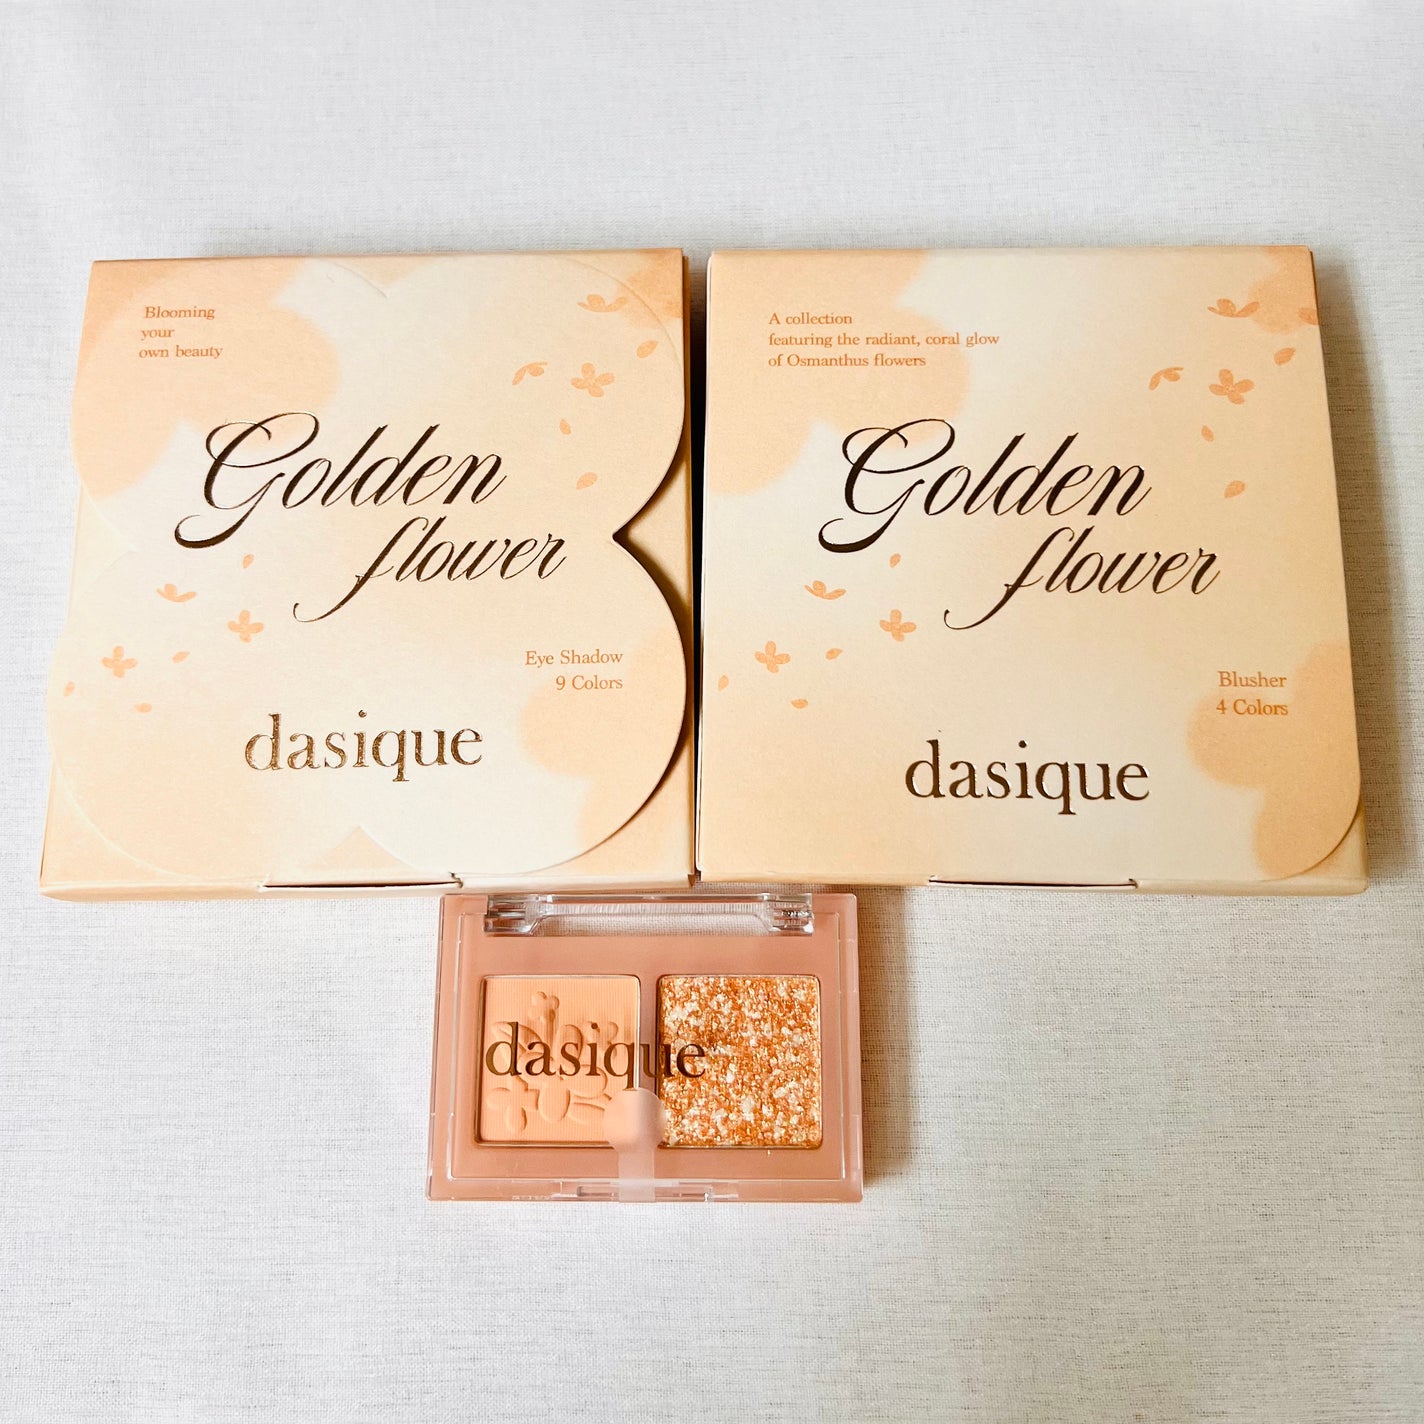 Blooming
your
own beauty
Golden
flower
Eye Shadow
9 Colors
dasique
A collection
featuring the radiant, coral glow
of Osmanthus flowers
Golden
flower
Blusher
4 Colors
dasique
dasique